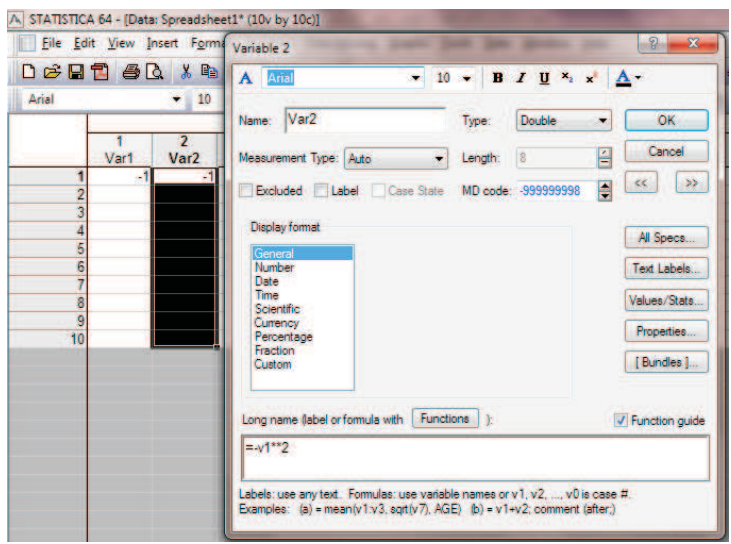 STATISTICA 64 - [Data: Spreadsheet1* (10v by 10c)]
File Edit View Insert Forma
Variable 2
Arial 10 B I U x₂ x² A
Arial 10
Name: Var2 Type: Double OK
Measurement Type: Auto Length: 8 Cancel
Excluded Label Case State MD code: -999999998 << >>
1 2
Var1 Var2
1 -1 -1
2
3
4
5
6
7
8
9
10
Display format
General
Number
Date
Time
Scientific
Currency
Percentage
Fraction
Custom
All Specs...
Text Labels...
Values/Stats...
Properties...
[ Bundles ]...
Long name (label or formula with Functions ): Function guide
=-v1**2
Labels: use any text. Formulas: use variable names or v1, v2, ..., v0 is case #.
Examples: (a) = mean(v1:v3, sqrt(v7), AGE) (b) = v1+v2; comment (after;)